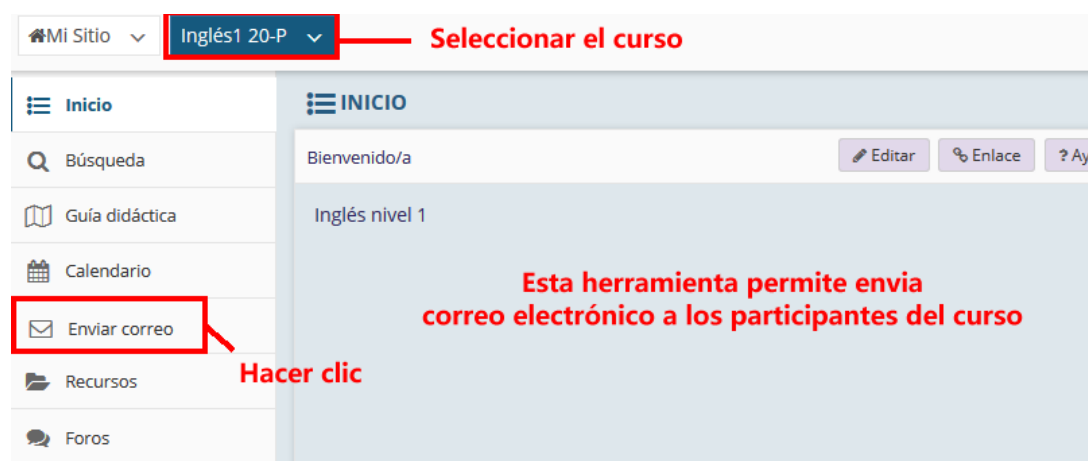 Mi Sitio Inglés1 20-P Seleccionar el curso
Inicio INICIO
Búsqueda Bienvenido/a Editar Enlace ? Ay
Guía didáctica Inglés nivel 1
Calendario Esta herramienta permite envia
Enviar correo correo electrónico a los participantes del curso
Recursos Hacer clic
Foros